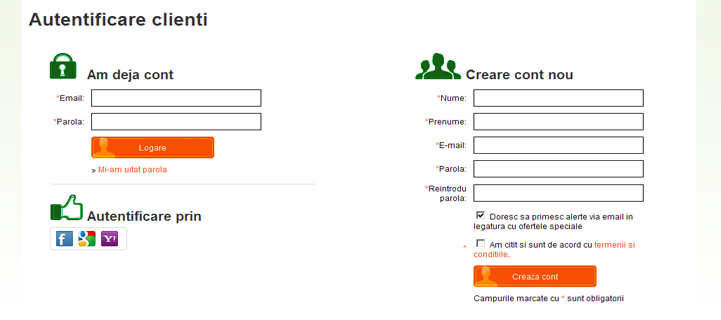 Autentificare clienti
Am deja cont
*Email:
*Parola:
Logare
» Mi-am uitat parola
Autentificare prin
f g Y!
Creare cont nou
*Nume:
*Prenume:
*E-mail:
*Parola:
*Reintrodu
parola:
Doresc sa primesc alerte via email in
legatura cu ofertele speciale
* Am citit si sunt de acord cu termenii si
conditiile.
Creaza cont
Campurile marcate cu * sunt obligatorii